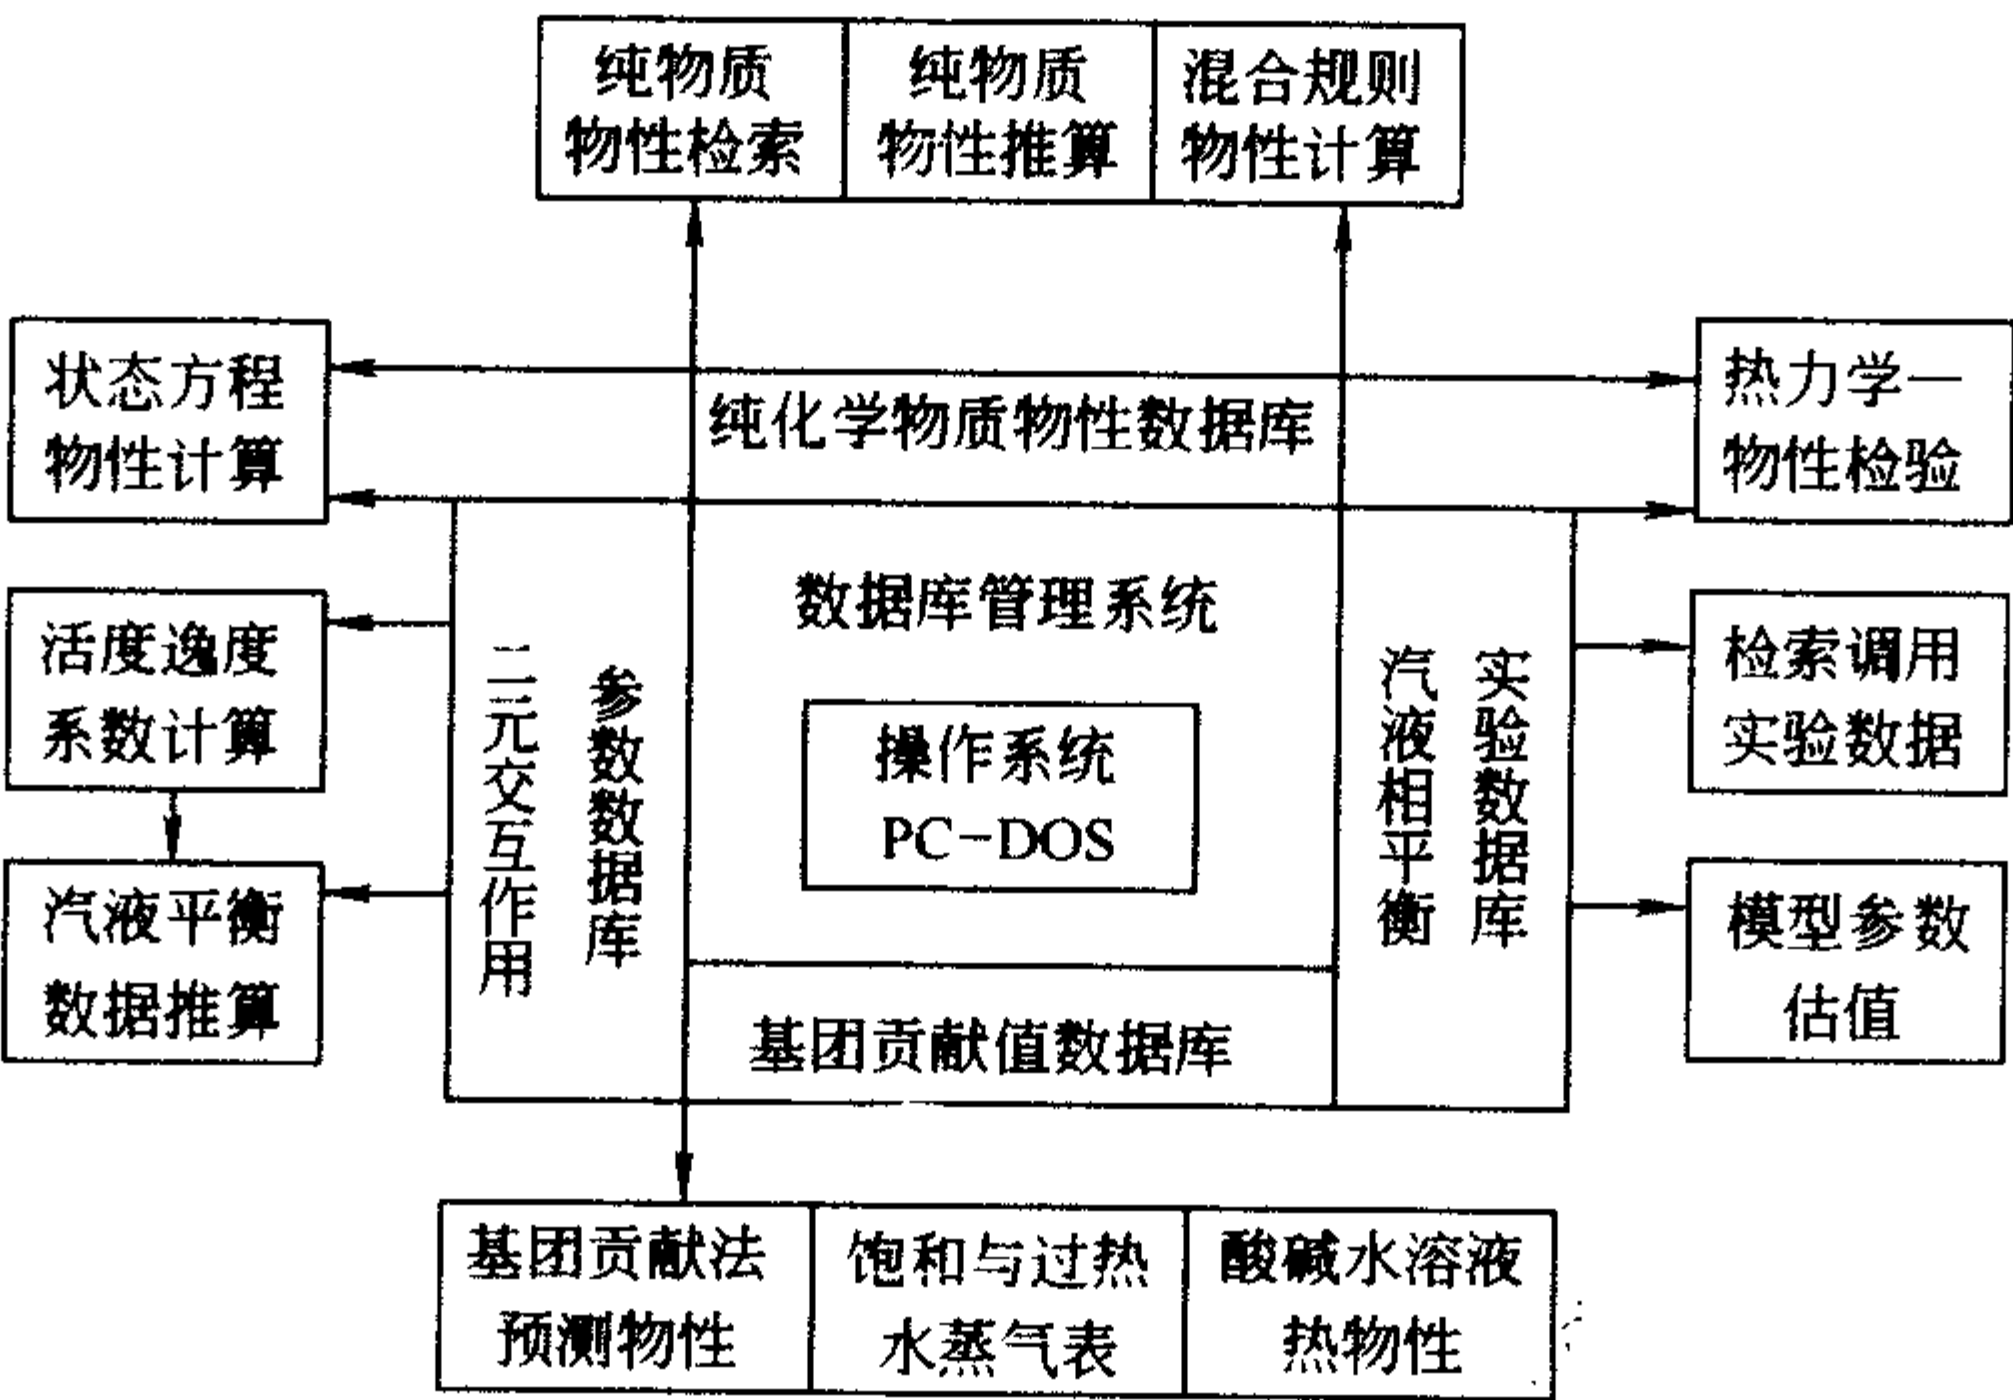 纯物质
物性检索
纯物质
物性推算
混合规则
物性计算
状态方程
物性计算
纯化学物质物性数据库
热力学一
物性检验
活度逸度
系数计算
汽液平衡
数据推算
二元交互作用
参数数据库
数据库管理系统
操作系统
PC-DOS
基团贡献值数据库
汽液相平衡
实验数据库
检索调用
实验数据
模型参数
估值
基团贡献法
预测物性
饱和与过热
水蒸气表
酸碱水溶液
热物性